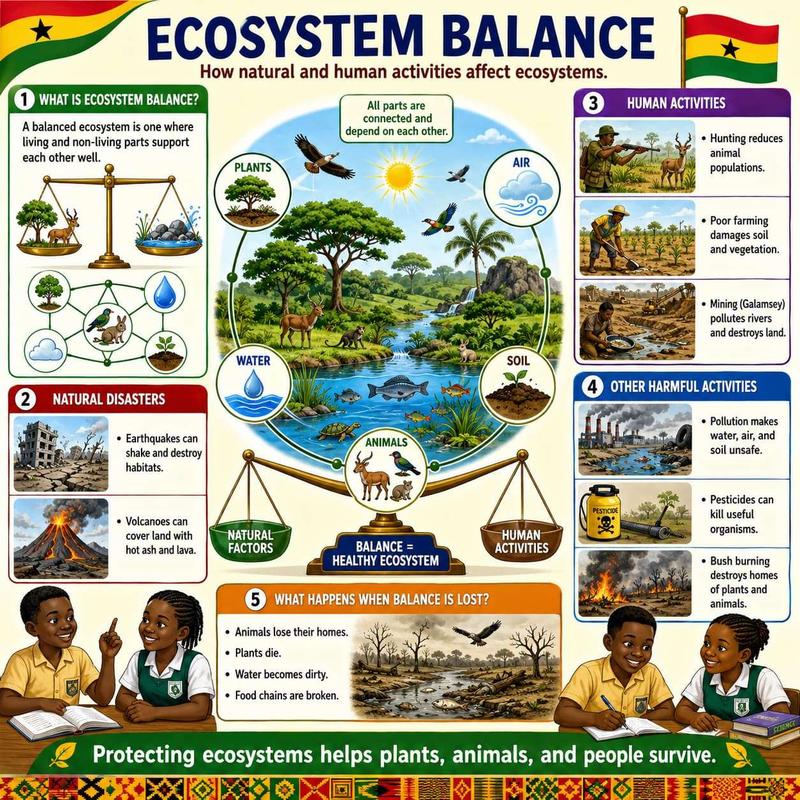 ECOSYSTEM BALANCE
How natural and human activities affect ecosystems.
1 WHAT IS ECOSYSTEM BALANCE?
A balanced ecosystem is one where
living and non-living parts support
each other well.
All parts are
connected and
depend on each other.
PLANTS
AIR
WATER
SOIL
ANIMALS
NATURAL
FACTORS
BALANCE =
HEALTHY ECOSYSTEM
HUMAN
ACTIVITIES
2 NATURAL DISASTERS
• Earthquakes can
shake and destroy
habitats.
• Volcanoes can
cover land with
hot ash and lava.
3 HUMAN ACTIVITIES
• Hunting reduces
animal
populations.
• Poor farming
damages soil
and vegetation.
• Mining (Galamsey)
pollutes rivers
and destroys land.
4 OTHER HARMFUL ACTIVITIES
• Pollution makes
water, air, and
soil unsafe.
PESTICIDE
• Pesticides can
kill useful
organisms.
• Bush burning
destroys homes
of plants and
animals.
5 WHAT HAPPENS WHEN BALANCE IS LOST?
• Animals lose their homes.
• Plants die.
• Water becomes dirty.
• Food chains are broken.
SCIENCE
Protecting ecosystems helps plants, animals, and people survive.